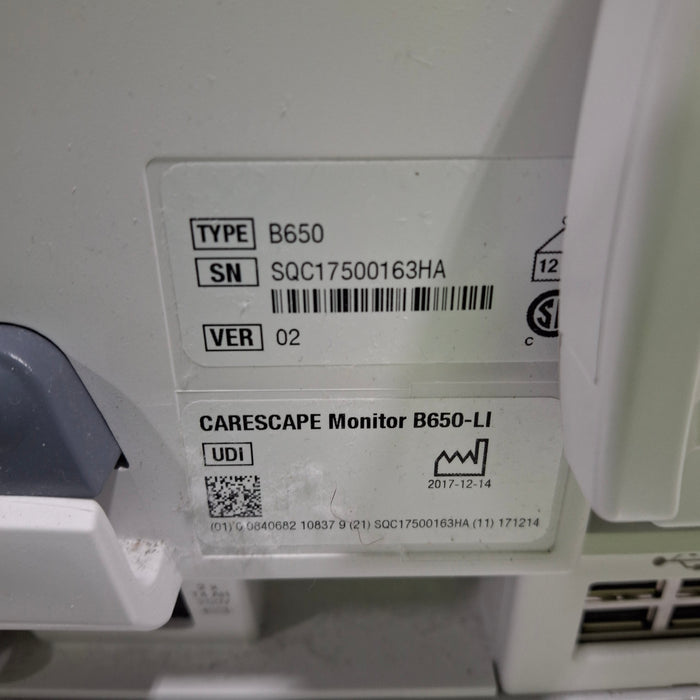 TYPE B650
SN SQC17500163HA
12
VER 02
C
CARESCAPE Monitor B650-LI
UDI
2017-12-14
(01) 0 0840682 10837 9 (21) SQC17500163HA (11) 171214